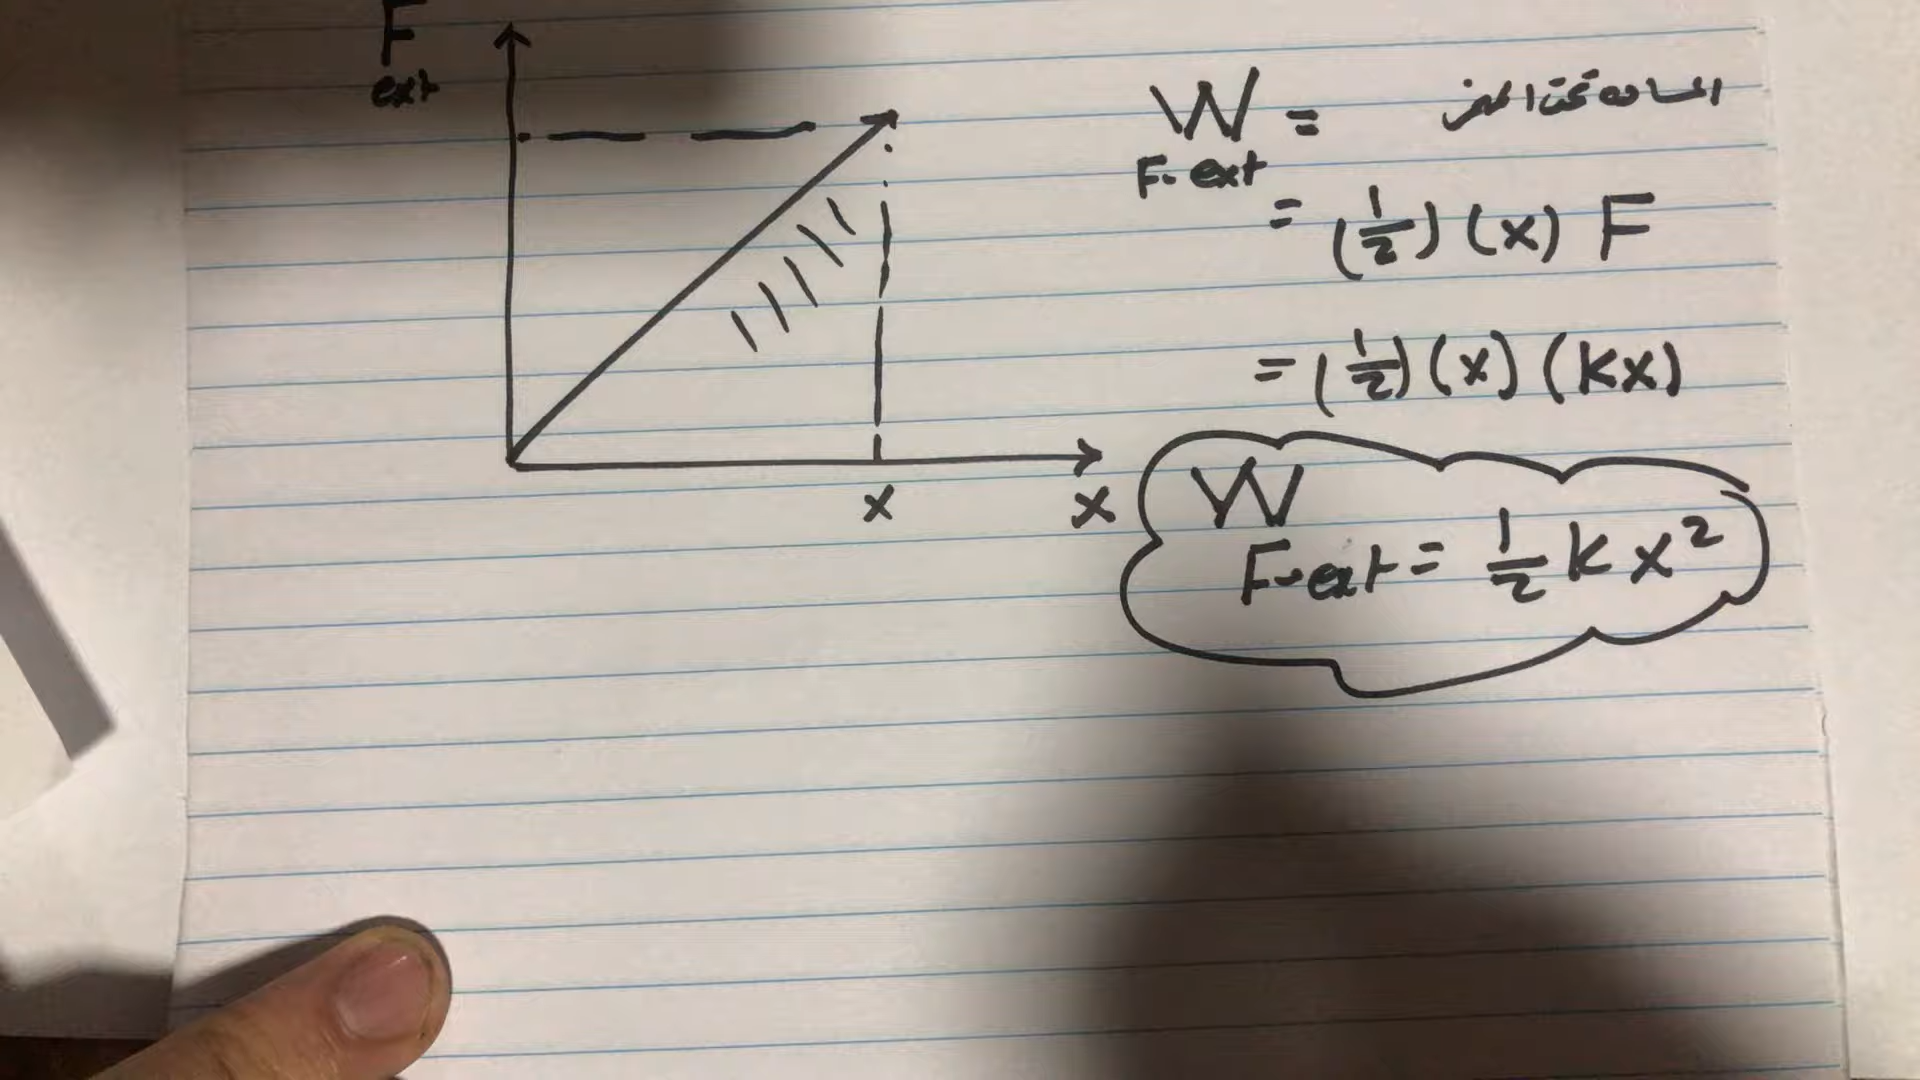 F
ext
x
x
W = المساحة تحت المنحنى
F. ext
= (1/2) (x) F
= (1/2) (x) (kx)
W
F. ext = 1/2 k x²